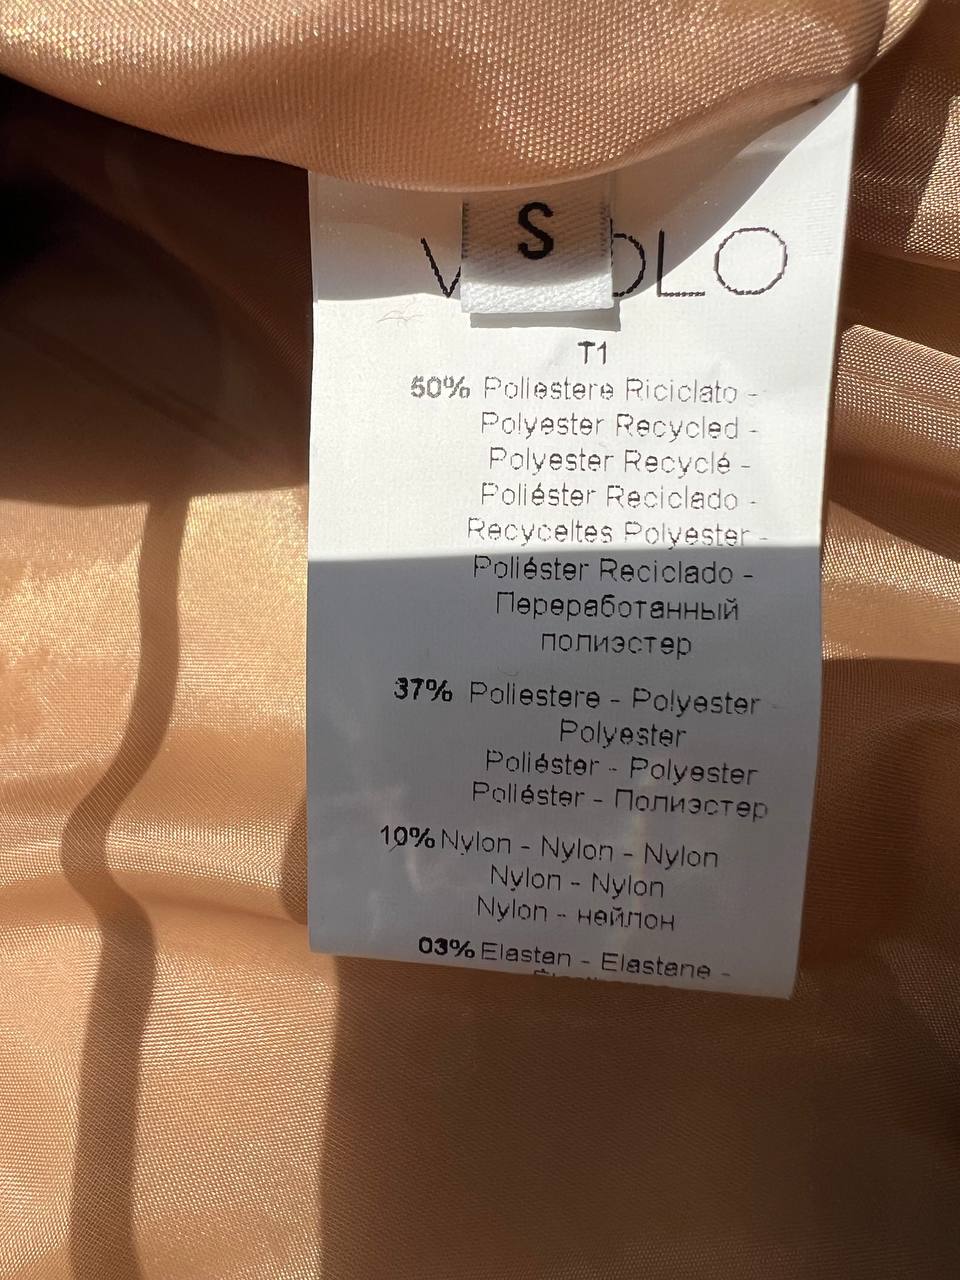 S
T1
50% Poliestere Riciclato -
Polyester Recycled -
Polyester Recyclé -
Poliéster Reciclado -
Recyceltes Polyester -
Poliéster Reciclado -
Переработанный
полиэстер
37% Poliestere - Polyester -
Polyester
Poliéster - Polyester
Poliéster - Полиэстер
10% Nylon - Nylon - Nylon
Nylon - Nylon
Nylon - нейлон
03% Elastan - Elastane -